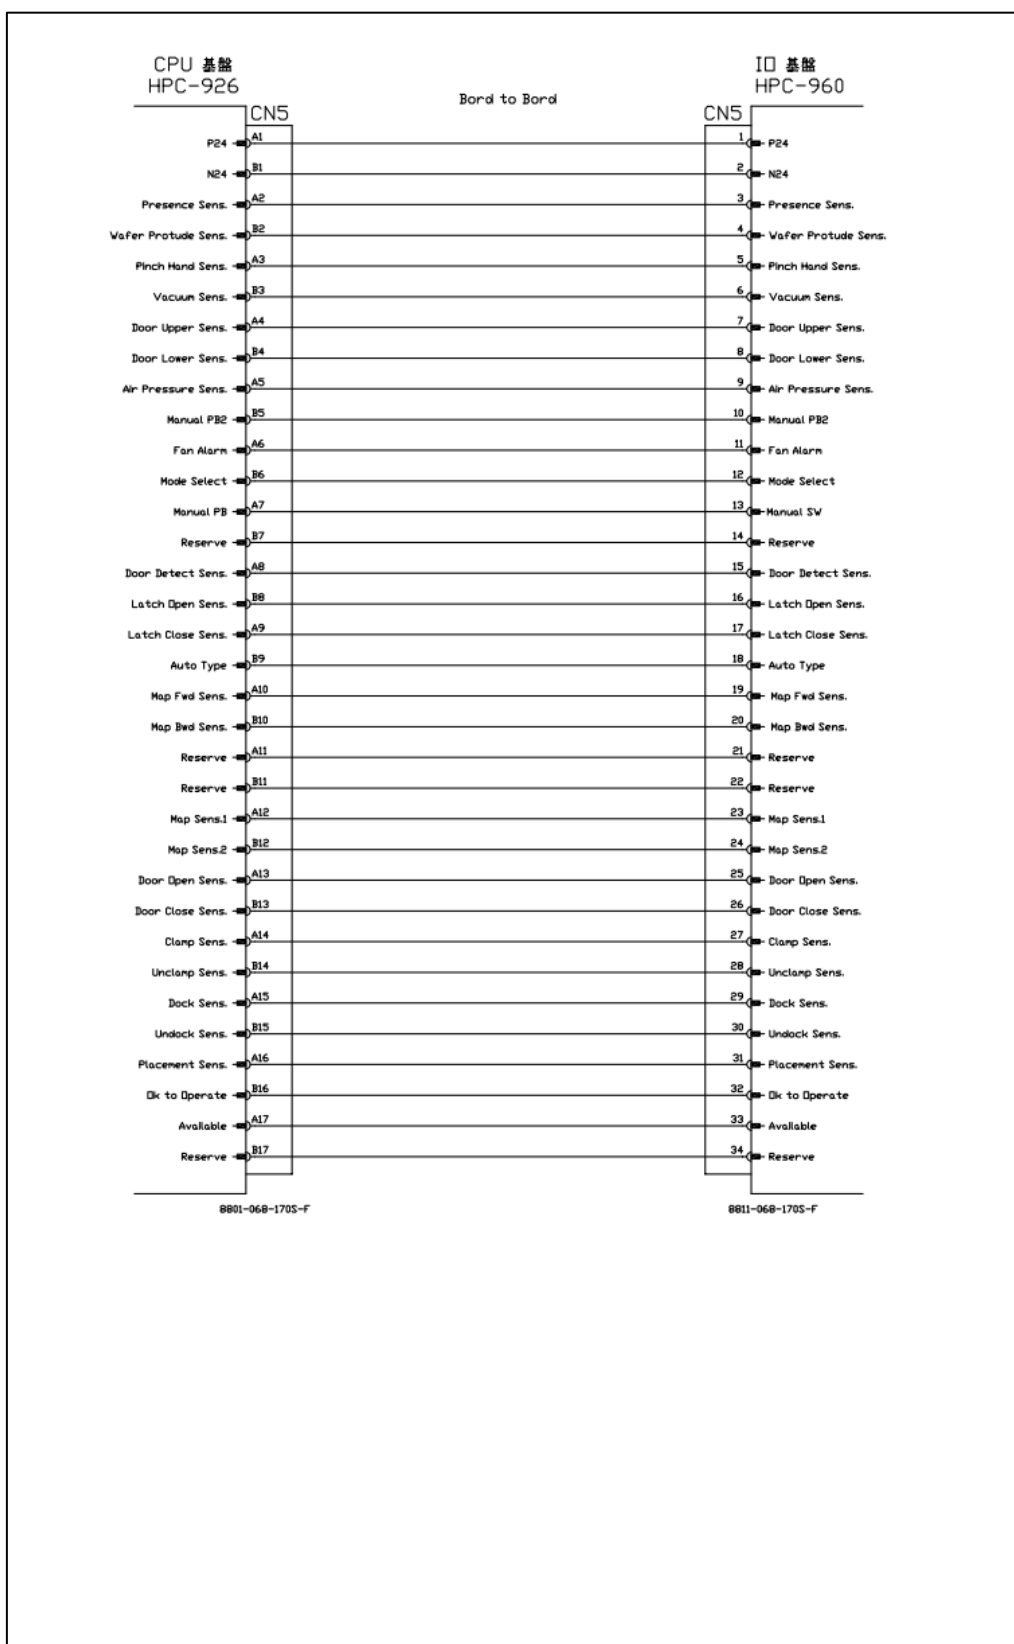 CPU 基盤 IO 基盤
HPC-926 HPC-960
Bord to Bord
CN5 CN5
P24 A1 1 P24
N24 B1 2 N24
Presence Sens. A2 3 Presence Sens.
Wafer Protude Sens. B2 4 Wafer Protude Sens.
Pinch Hand Sens. A3 5 Pinch Hand Sens.
Vacuum Sens. B3 6 Vacuum Sens.
Door Upper Sens. A4 7 Door Upper Sens.
Door Lower Sens. B4 8 Door Lower Sens.
Air Pressure Sens. A5 9 Air Pressure Sens.
Manual PB2 B5 10 Manual PB2
Fan Alarm A6 11 Fan Alarm
Mode Select B6 12 Mode Select
Manual PB A7 13 Manual SW
Reserve B7 14 Reserve
Door Detect Sens. A8 15 Door Detect Sens.
Latch Open Sens. B8 16 Latch Open Sens.
Latch Close Sens. A9 17 Latch Close Sens.
Auto Type B9 18 Auto Type
Map Fwd Sens. A10 19 Map Fwd Sens.
Map Bwd Sens. B10 20 Map Bwd Sens.
Reserve A11 21 Reserve
Reserve B11 22 Reserve
Map Sens.1 A12 23 Map Sens.1
Map Sens.2 B12 24 Map Sens.2
Door Open Sens. A13 25 Door Open Sens.
Door Close Sens. B13 26 Door Close Sens.
Clamp Sens. A14 27 Clamp Sens.
Unclamp Sens. B14 28 Unclamp Sens.
Dock Sens. A15 29 Dock Sens.
Undock Sens. B15 30 Undock Sens.
Placement Sens. A16 31 Placement Sens.
Ok to Operate B16 32 Ok to Operate
Available A17 33 Available
Reserve B17 34 Reserve
8801-068-170S-F 8811-068-170S-F